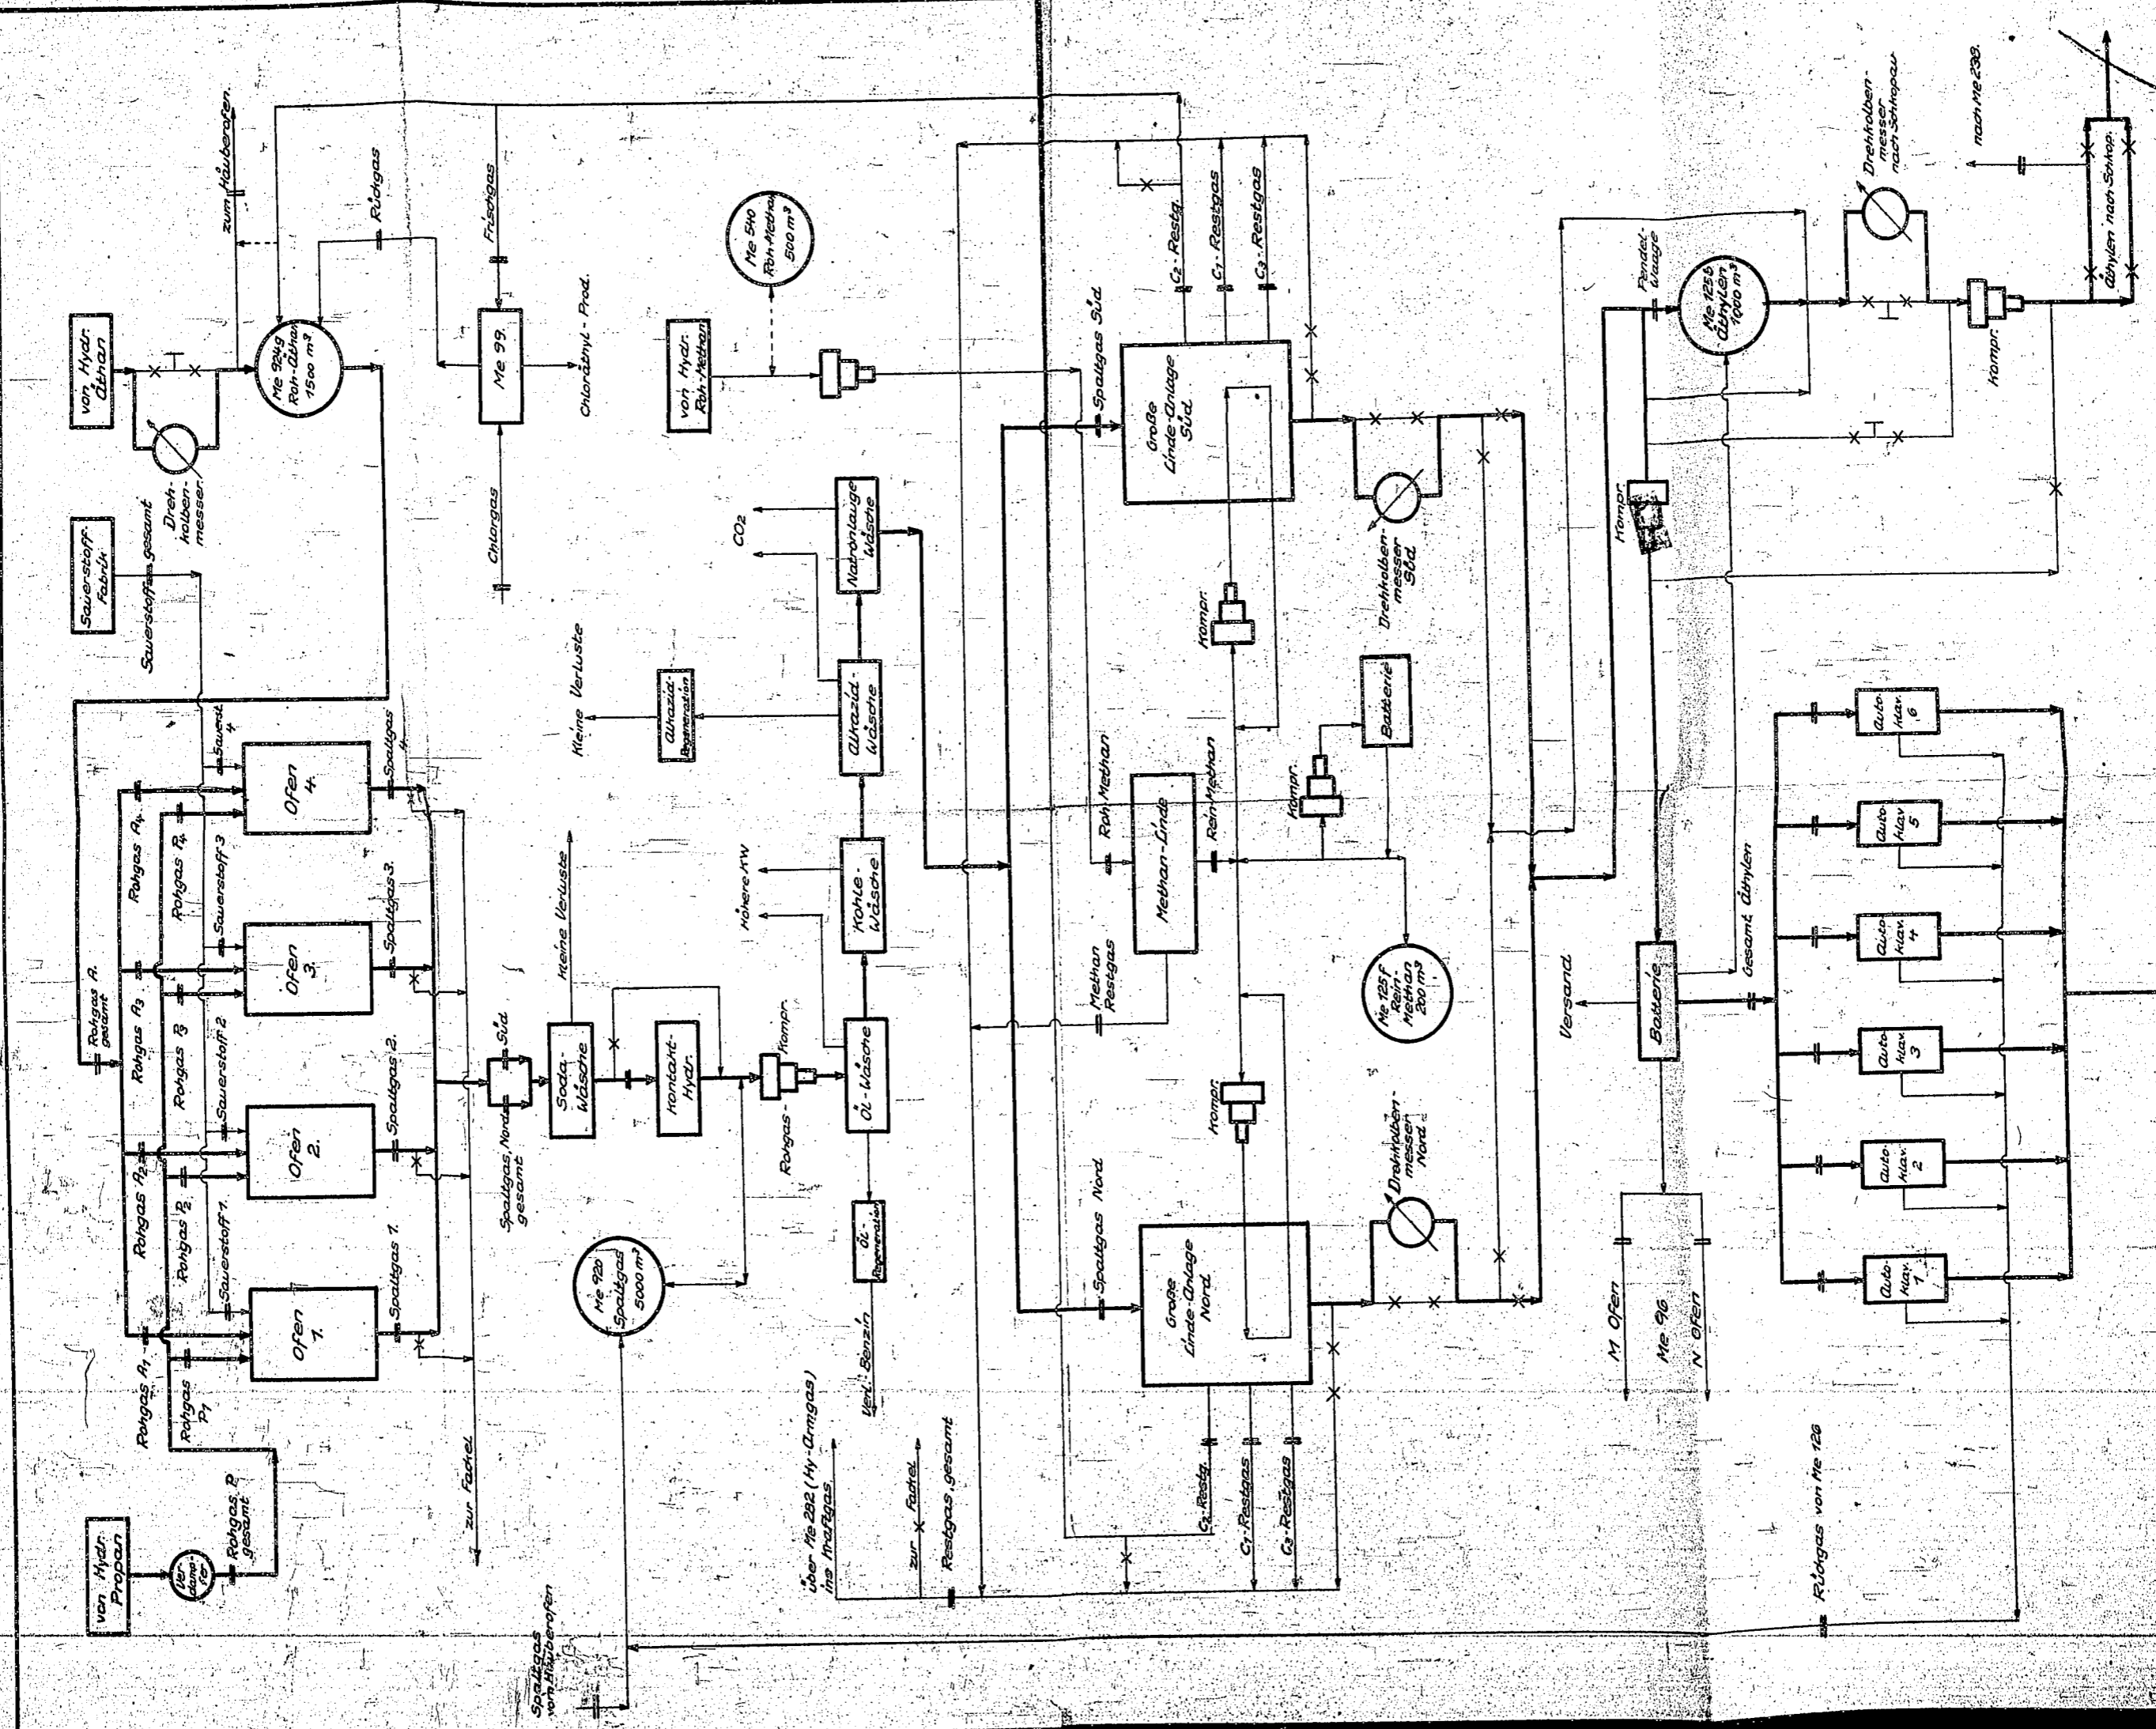 von Hydr.
Propan
Ver-
dampfer
Rohgas P
gesamt
Rohgas A.
gesamt
Rohgas A1
Rohgas
P1
Rohgas A2
Rohgas P2
Rohgas A3
Rohgas P3
Rohgas A4
Rohgas P4
Sauerstoff 1.
Sauerstoff 2
Sauerstoff 3
Sauerst.
4
Ofen
1.
Ofen
2.
Ofen
3.
Ofen
4.
Spaltgas 1.
Spaltgas 2.
Spaltgas 3.
Spaltgas
4.
zur Fackel
Sauerstoff-
Fabrik
Sauerstoff gesamt
von Hydr.
Äthan
Dreh-
kolben-
messer.
Me 924g
Roh-Äthan
1500 m³
zum Häuberofen.
Rückgas
Frischgas
Me 99.
Chlorgas
Chloräthyl-Prod.
Spaltgas, Nord
gesamt
Süd
Soda-
Wäsche
Kleine Verluste
Kontakt-
Hydr.
Rohgas-Kompr.
Me 920
Spaltgas
5000 m³
Spaltgas
vom Häuberofen
Öl-Wäsche
Öl-
Regeneration
Verl.: Benzin
Höhere KW
Kohle-
Wäsche
Alkazid-
Wäsche
Alkazid-
Regeneration
Kleine Verluste
CO2
Natronlauge
Wäsche
von Hydr.
Roh-Methan
Me 540
Roh-Methan
500 m³
über Me 282 (Hy-Armgas)
ins Kraftgas
zur Fackel
Restgas, gesamt
Spaltgas Nord
Große
Linde-Anlage
Nord
C2-Restg.
C1-Restgas
C3-Restgas
Drehkolben-
messer
Nord.
Kompr.
Methan
Restgas
Roh-Methan
Methan-Linde
Rein-Methan
Kompr.
Batterie
Me 125f
Rein-
Methan
200 m³
Kompr.
Spaltgas Süd
Große
Linde-Anlage
Süd
C2-Restg.
C1-Restgas
C3-Restgas
Drehkolben-
messer
Süd
Kompr.
Pendel-
Waage
Me 125b
Äthylen
1000 m³
Drehkolben-
messer
nach Schkopau
Kompr.
nach Me 238.
Äthylen nach Schkop.
Versand
Batterie
Gesamt Äthylen
M Ofen
Me 96
N Ofen
Auto-
klav.
1
Auto-
klav.
2
Auto-
klav.
3
Auto-
klav.
4
Auto-
klav.
5
Auto-
klav.
6
Rückgas von Me 126